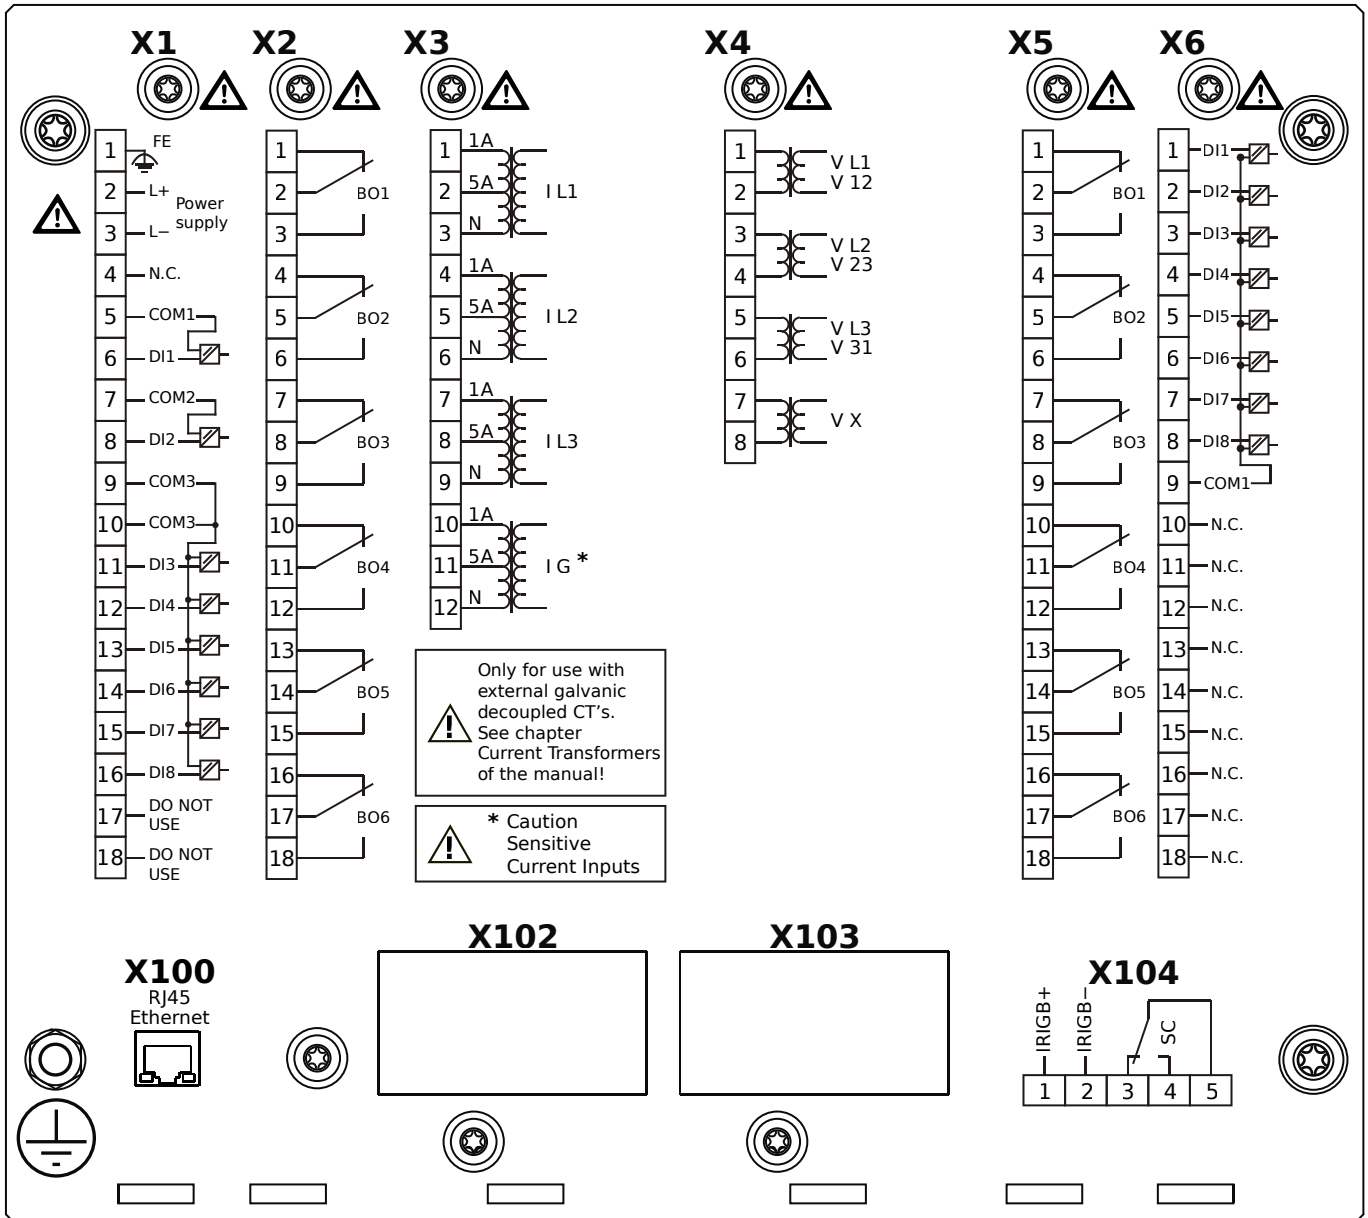 X1
X2
X3
X4
X5
X6
1 FE
2 L+
3 L−
Power
supply
4 N.C.
5 COM1
6 DI1
7 COM2
8 DI2
9 COM3
10 COM3
11 DI3
12 DI4
13 DI5
14 DI6
15 DI7
16 DI8
17 DO NOT
USE
18 DO NOT
USE
1
2 BO1
3
4
5 BO2
6
7
8 BO3
9
10
11 BO4
12
13
14 BO5
15
16
17 BO6
18
1 1A
2 5A I L1
3 N
4 1A
5 5A I L2
6 N
7 1A
8 5A I L3
9 N
10 1A
11 5A I G *
12 N
Only for use with
external galvanic
decoupled CT's.
See chapter
Current Transformers
of the manual!
* Caution
Sensitive
Current Inputs
1 V L1
2 V 12
3 V L2
4 V 23
5 V L3
6 V 31
7 V X
8
1
2 BO1
3
4
5 BO2
6
7
8 BO3
9
10
11 BO4
12
13
14 BO5
15
16
17 BO6
18
1 DI1
2 DI2
3 DI3
4 DI4
5 DI5
6 DI6
7 DI7
8 DI8
9 COM1
10 N.C.
11 N.C.
12 N.C.
13 N.C.
14 N.C.
15 N.C.
16 N.C.
17 N.C.
18 N.C.
X100
RJ45
Ethernet
X102
X103
X104
IRIGB+
IRIGB−
SC
1 2 3 4 5